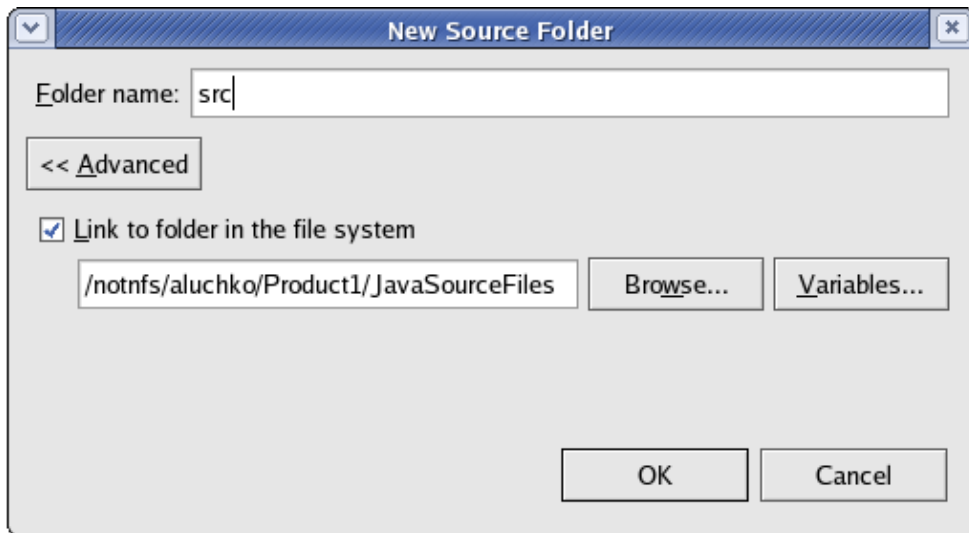 New Source Folder
Folder name: src
<< Advanced
Link to folder in the file system
/notnfs/aluchko/Product1/JavaSourceFiles Browse... Variables...
OK Cancel